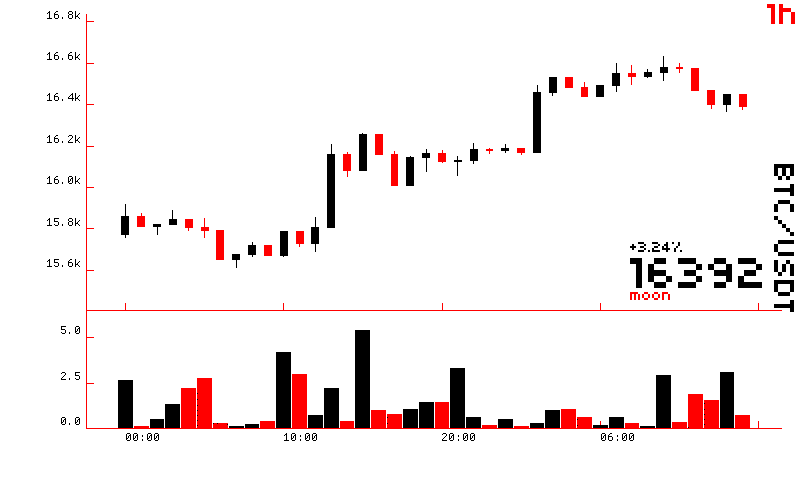 1h
16.8k
16.6k
16.4k
16.2k
16.0k
15.8k
15.6k
ETC/USDT
+3.24%
16392
moon
5.0
2.5
0.0
00:00 10:00 20:00 06:00